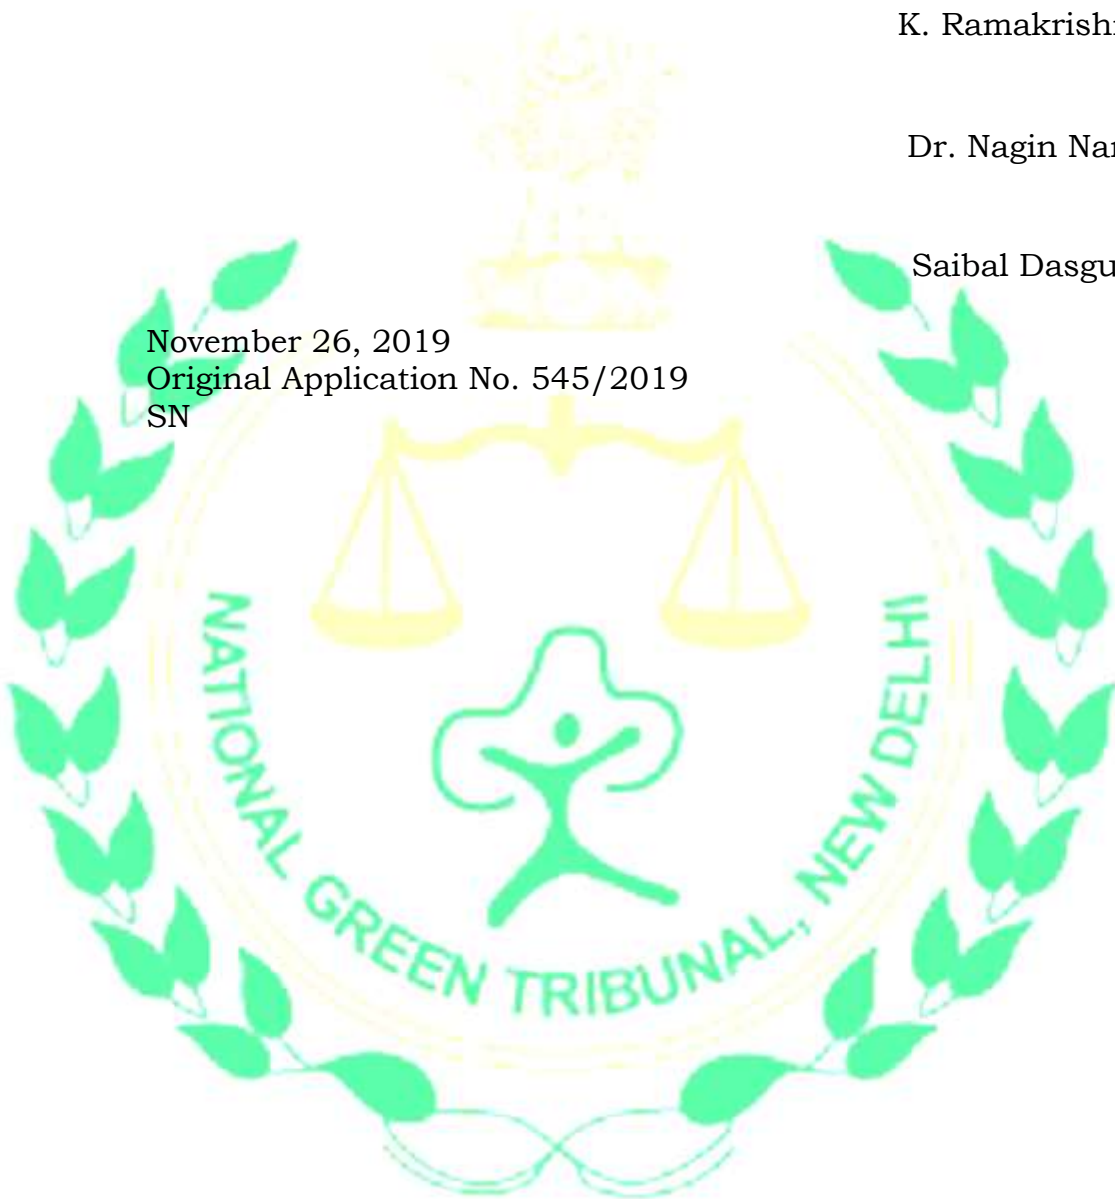 K. Ramakrish
Dr. Nagin Na
Saibal Dasgu
November 26, 2019
Original Application No. 545/2019
SN
NATIONAL GREEN TRIBUNAL, NEW DELHI